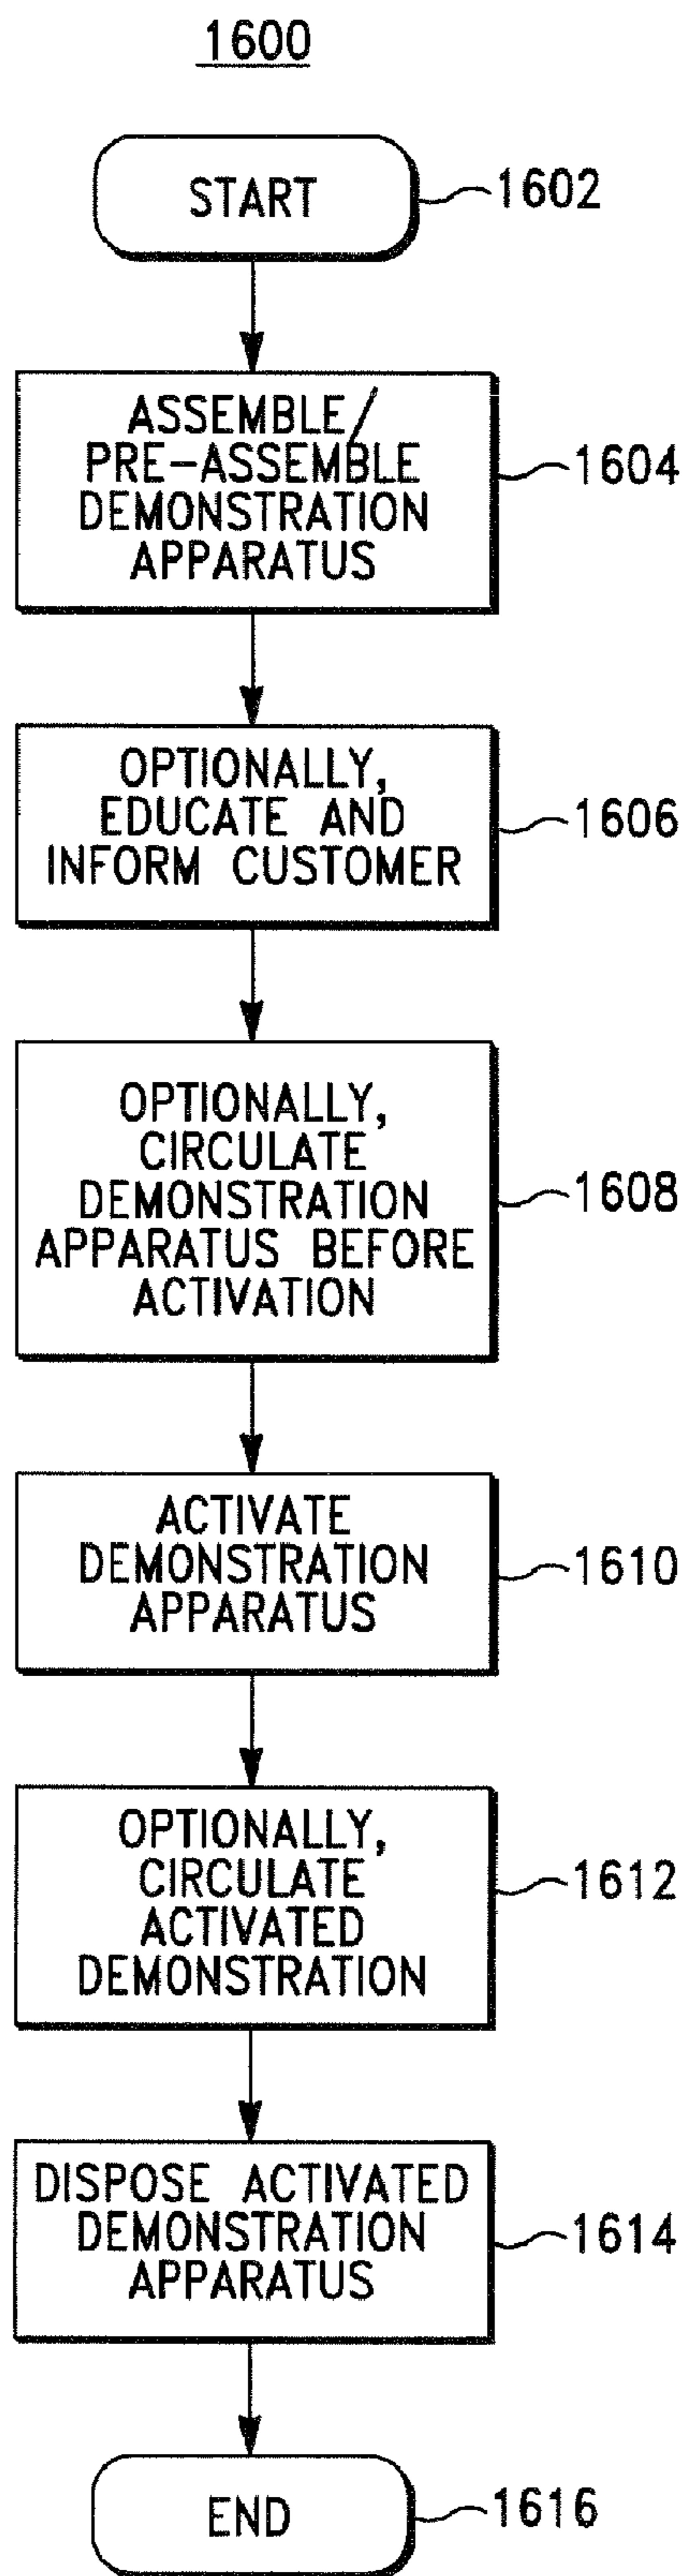 1600
START
1602
ASSEMBLE/
PRE-ASSEMBLE
DEMONSTRATION
APPARATUS
1604
OPTIONALLY,
EDUCATE AND
INFORM CUSTOMER
1606
OPTIONALLY,
CIRCULATE
DEMONSTRATION
APPARATUS BEFORE
ACTIVATION
1608
ACTIVATE
DEMONSTRATION
APPARATUS
1610
OPTIONALLY,
CIRCULATE
ACTIVATED
DEMONSTRATION
1612
DISPOSE ACTIVATED
DEMONSTRATION
APPARATUS
1614
END
1616